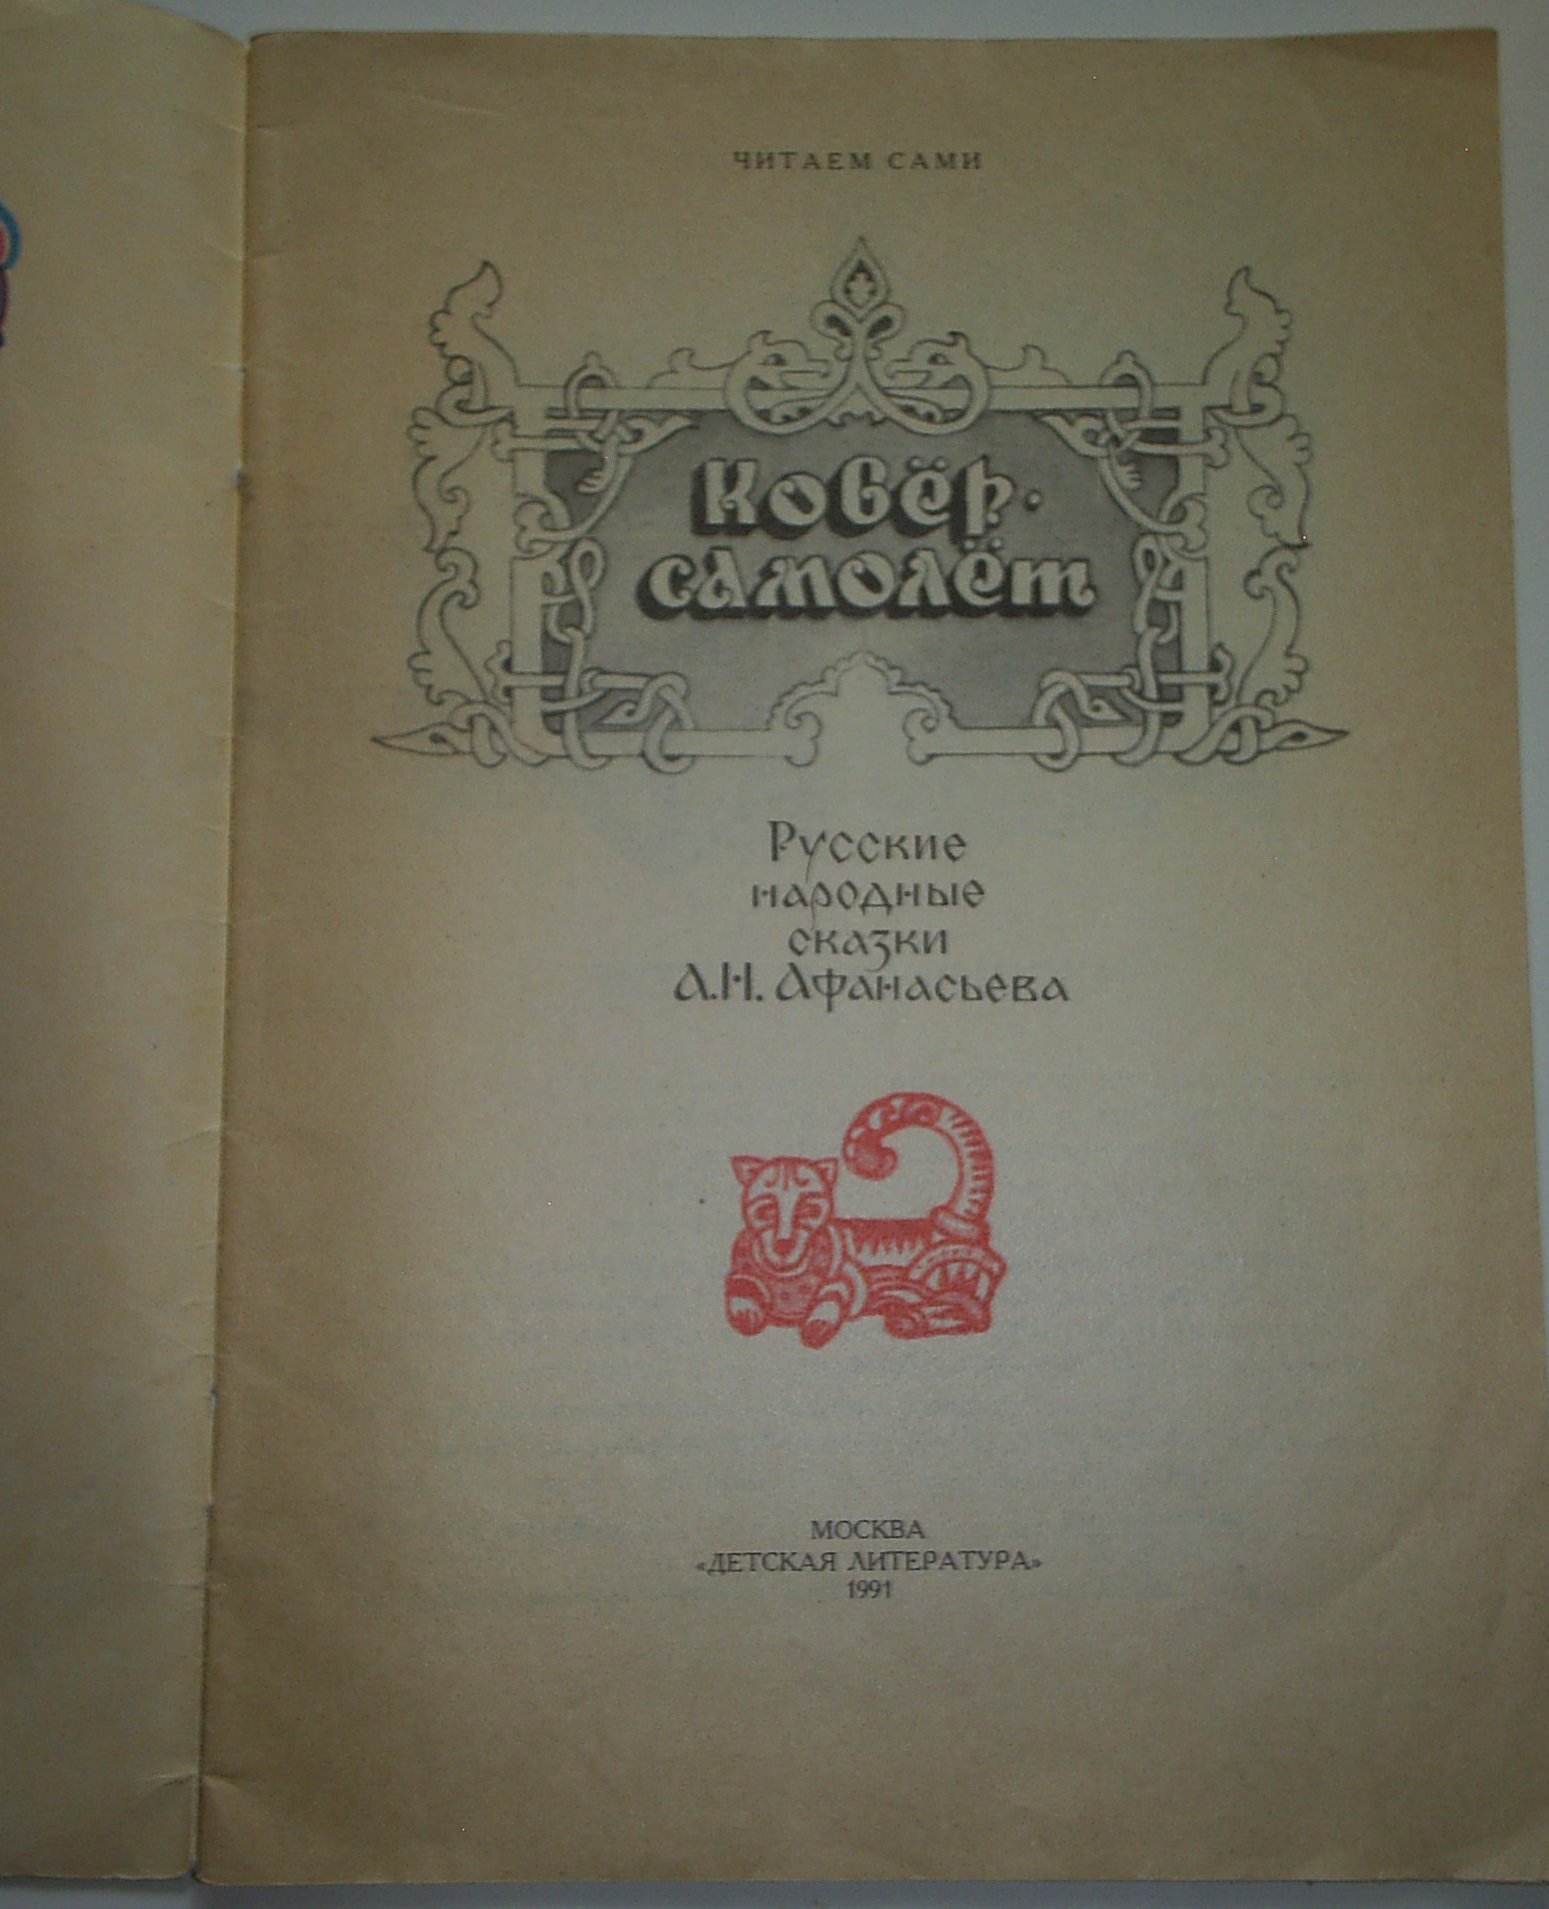 ЧИТАЕМ САМИ
Ковёр-
самолёт
Русские
народные
сказки
А.Н. Афанасьева
МОСКВА
«ДЕТСКАЯ ЛИТЕРАТУРА»
1991